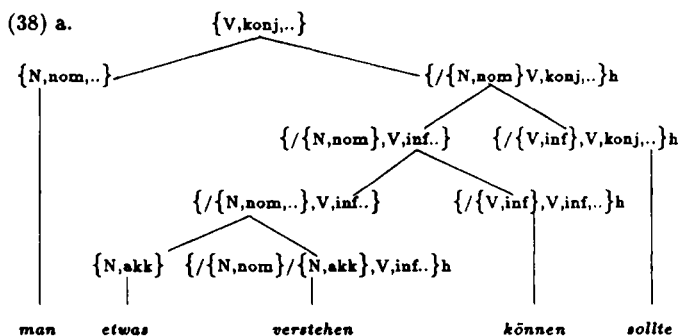 (38) a. {V,konj,..}
{N,nom,..} {/{N,nom}V,konj,..}h
{/{N,nom},V,inf..} {/{V,inf},V,konj,..}h
{/{N,nom,..},V,inf..} {/{V,inf},V,inf,..}h
{N,akk} {/{N,nom}/{N,akk},V,inf..}h
man etwas verstehen können sollte